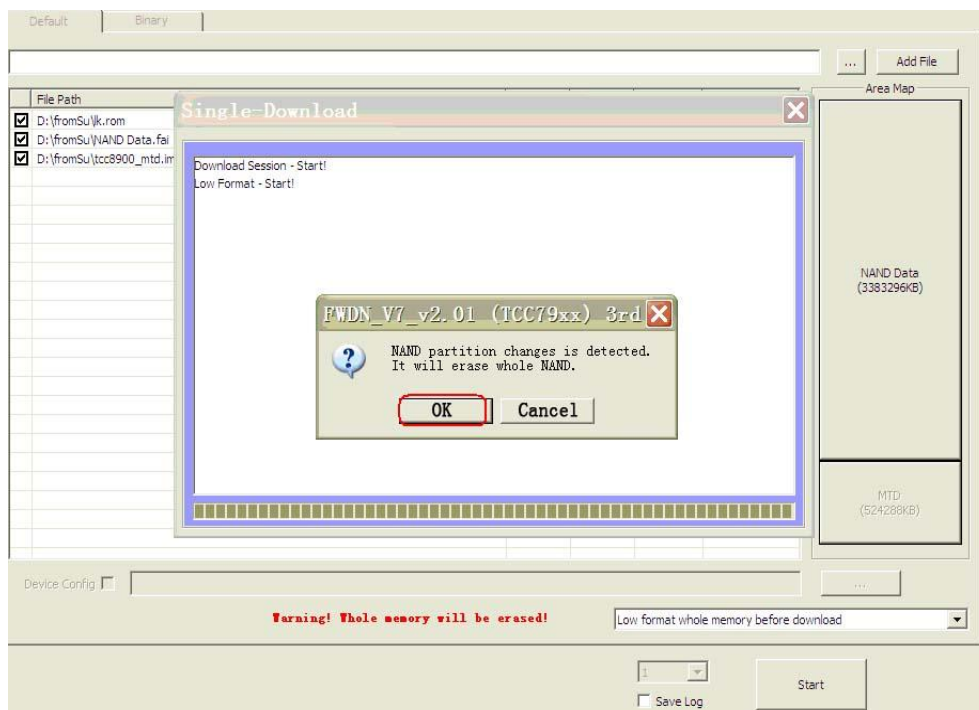 Default
Binary
...
Add File
File Path
Area Map
D:\fromSu\lk.rom
D:\fromSu\NAND Data.fai
D:\fromSu\tcc8900_mtd.im
Single-Download
Download Session - Start!
Low Format - Start!
FWDN_V7_v2.01 (TCC79xx) 3rd
NAND partition changes is detected.
It will erase whole NAND.
OK
Cancel
NAND Data
(3383296KB)
MTD
(524288KB)
Device Config
...
Warning! Whole memory will be erased!
Low format whole memory before download
1
Save Log
Start